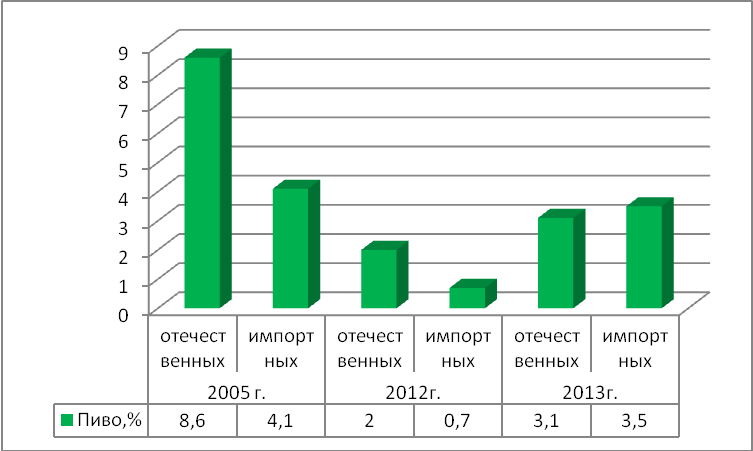 9
8
7
6
5
4
3
2
1
0
отечест импорт отечест импорт отечест импорт
венных ных венных ных венных ных
2005 г. 2012г. 2013г.
Пиво,% 8,6 4,1 2 0,7 3,1 3,5